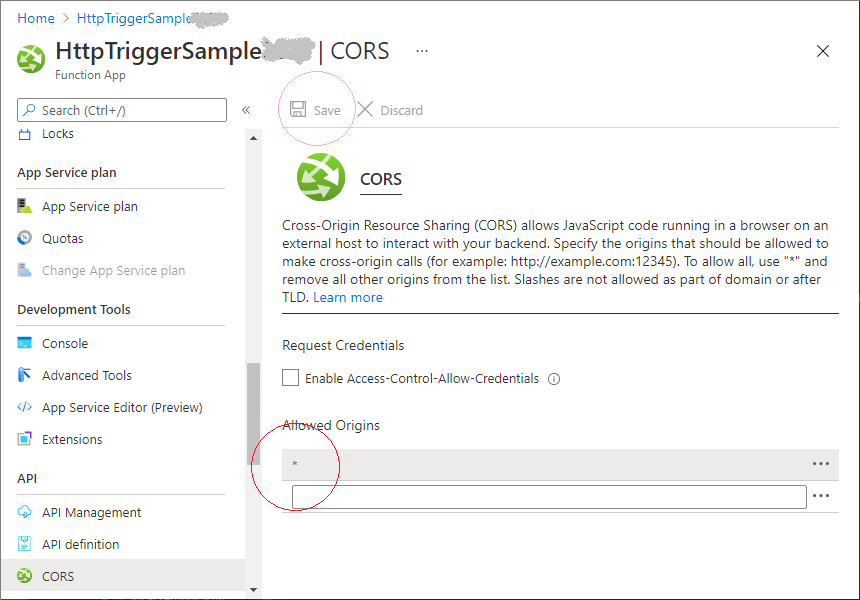 Home > HttpTriggerSample
HttpTriggerSample | CORS ...
Function App
Search (Ctrl+/)
«
Save
Discard
Locks
App Service plan
App Service plan
Quotas
Change App Service plan
Development Tools
Console
Advanced Tools
App Service Editor (Preview)
Extensions
API
API Management
API definition
CORS
CORS
Cross-Origin Resource Sharing (CORS) allows JavaScript code running in a browser on an
external host to interact with your backend. Specify the origins that should be allowed to
make cross-origin calls (for example: http://example.com:12345). To allow all, use "*" and
remove all other origins from the list. Slashes are not allowed as part of domain or after
TLD. Learn more
Request Credentials
Enable Access-Control-Allow-Credentials
Allowed Origins
*